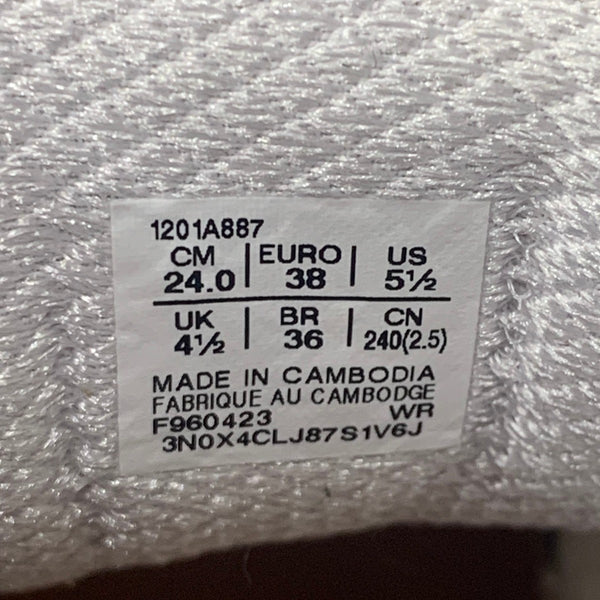 1201A887
CM | EURO | US
24.0 | 38 | 5½
UK | BR | CN
4½ | 36 | 240(2.5)
MADE IN CAMBODIA
FABRIQUE AU CAMBODGE
F960423 WR
3N0X4CLJ87S1V6J